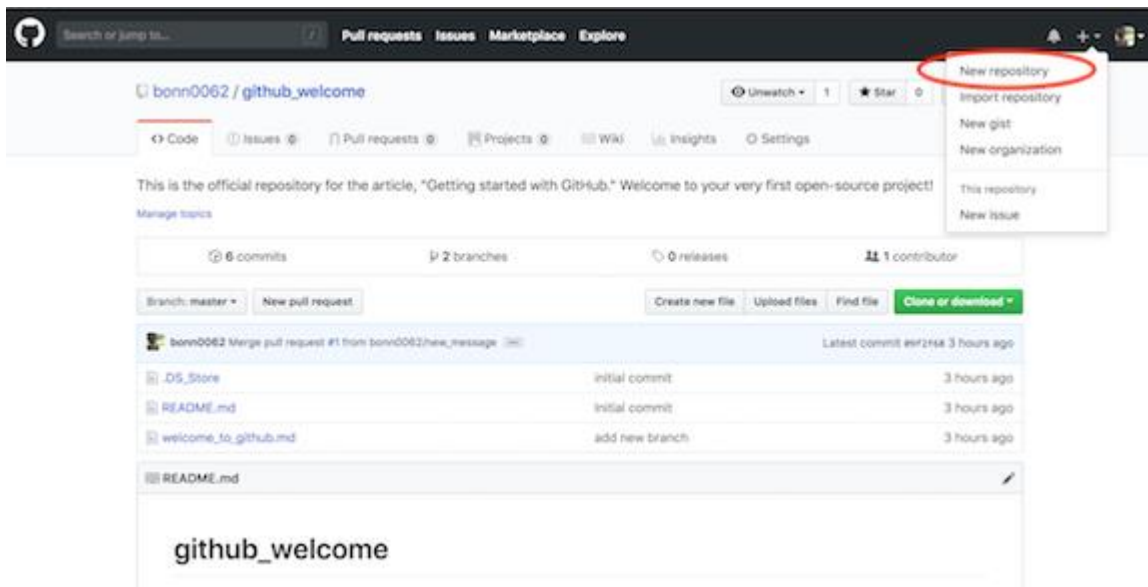 Search or jump to... /
Pull requests Issues Marketplace Explore
New repository
Import repository
New gist
New organization
This repository
New issue
bonn0062 / github_welcome
Unwatch 1 Star 0
Code Issues 0 Pull requests 0 Projects 0 Wiki Insights Settings
This is the official repository for the article, "Getting started with GitHub." Welcome to your very first open-source project!
Manage topics
6 commits 2 branches 0 releases 1 contributor
Branch: master New pull request Create new file Upload files Find file Clone or download
bonn0062 Merge pull request #1 from bonn0062/new_message Latest commit 3 hours ago
.DS_Store initial commit 3 hours ago
README.md initial commit 3 hours ago
welcome_to_github.md add new branch 3 hours ago
README.md
github_welcome